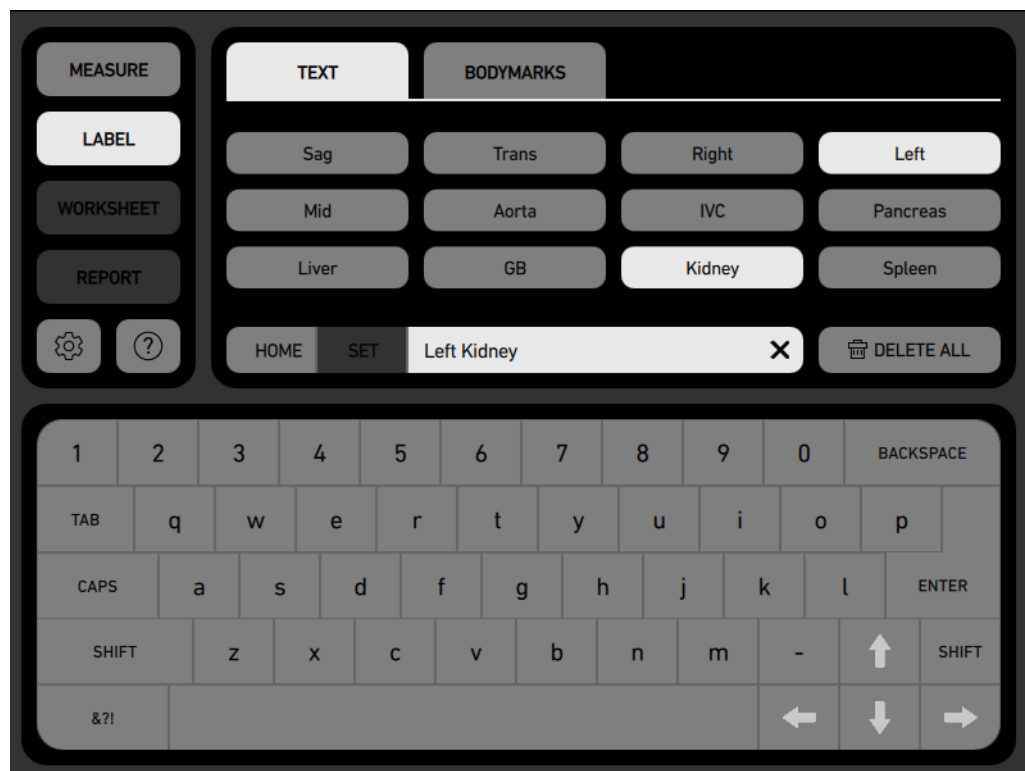 MEASURE
LABEL
WORKSHEET
REPORT
?
TEXT BODYMARKS
Sag Trans Right Left
Mid Aorta IVC Pancreas
Liver GB Kidney Spleen
HOME SET Left Kidney X DELETE ALL
1 2 3 4 5 6 7 8 9 0 BACKSPACE
TAB q w e r t y u i o p
CAPS a s d f g h j k l ENTER
SHIFT z x c v b n m - SHIFT
&?!